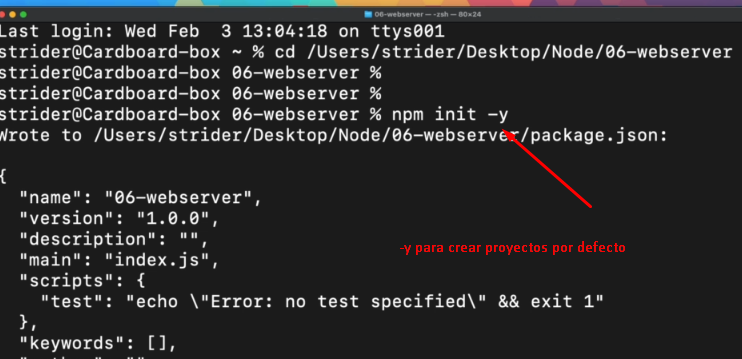 06-webserver — -zsh — 80×24
Last login: Wed Feb  3 13:04:18 on ttys001
strider@Cardboard-box ~ % cd /Users/strider/Desktop/Node/06-webserver
strider@Cardboard-box 06-webserver %
strider@Cardboard-box 06-webserver %
strider@Cardboard-box 06-webserver % npm init -y
Wrote to /Users/strider/Desktop/Node/06-webserver/package.json:
{
  "name": "06-webserver",
  "version": "1.0.0",
  "description": "",
  "main": "index.js",
-y para crear proyectos por defecto
  "scripts": {
    "test": "echo \"Error: no test specified\" && exit 1"
  },
  "keywords": [],